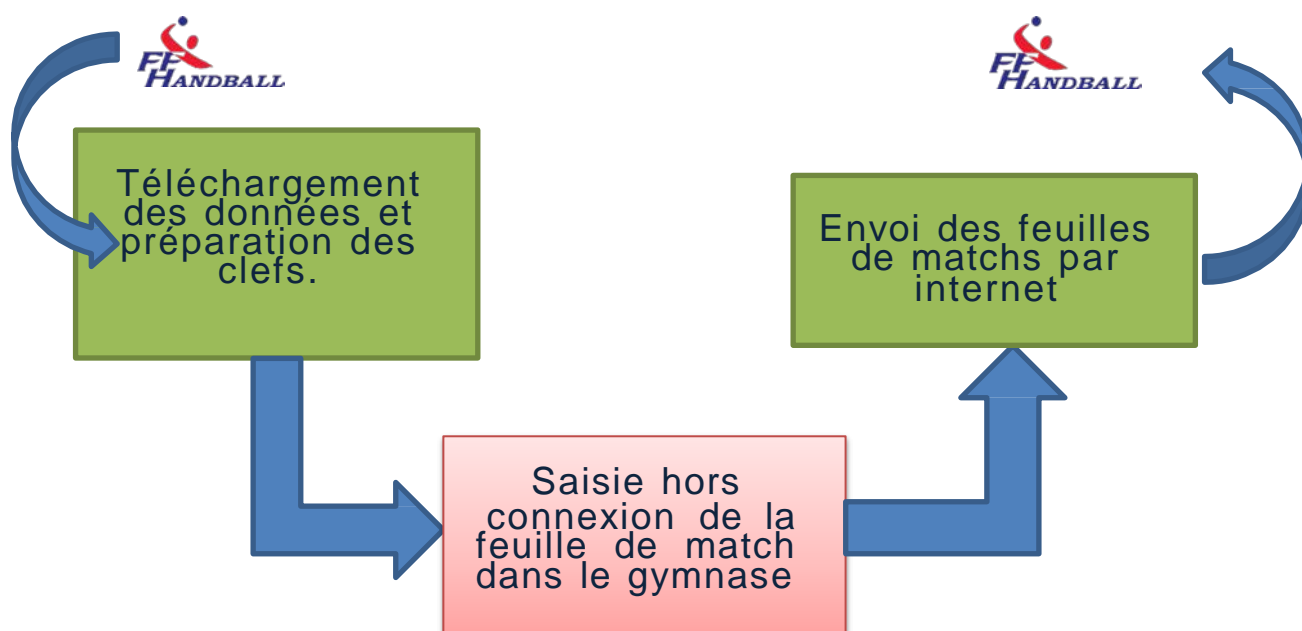 FF
HANDBALL
FF
HANDBALL
Téléchargement
des données et
préparation des
clefs.
Envoi des feuilles
de matchs par
internet
Saisie hors
connexion de la
feuille de match
dans le gymnase